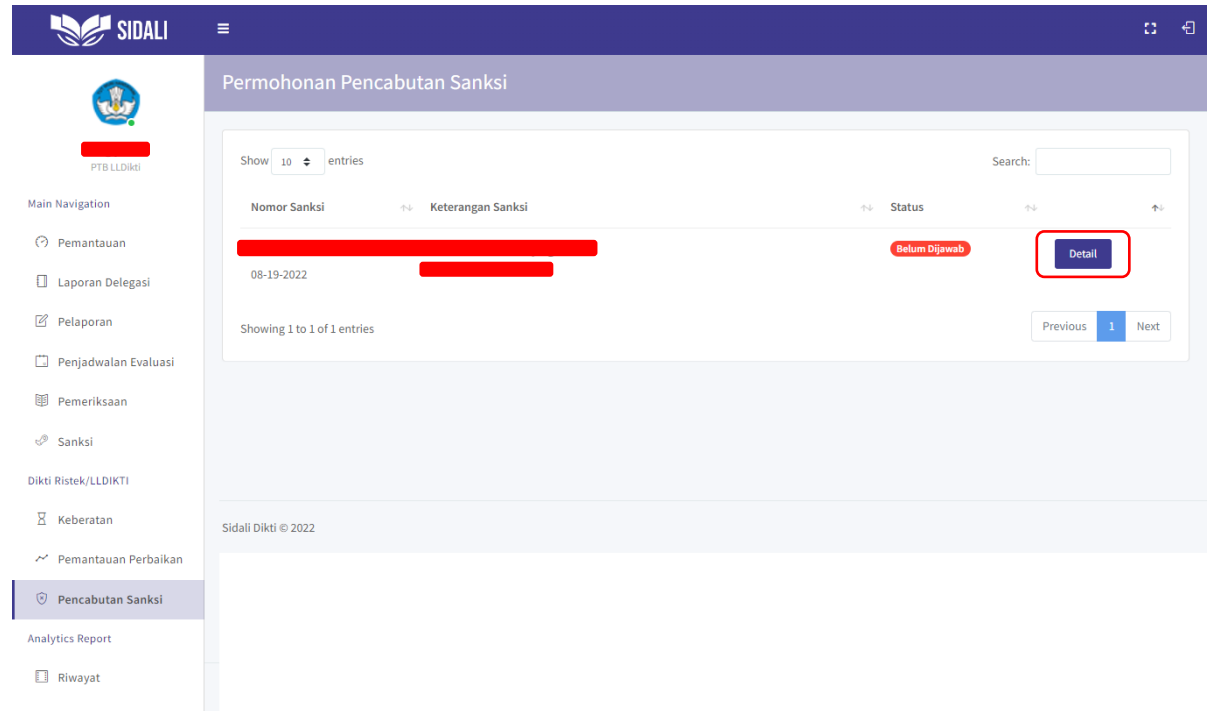 SIDALI
Permohonan Pencabutan Sanksi
PTB LLDikti
Main Navigation
Pemantauan
Laporan Delegasi
Pelaporan
Penjadwalan Evaluasi
Pemeriksaan
Sanksi
Dikti Ristek/LLDIKTI
Keberatan
Pemantauan Perbaikan
Pencabutan Sanksi
Analytics Report
Riwayat
Show 10 entries
Search:
Nomor Sanksi Keterangan Sanksi Status
Belum Dijawab Detail
08-19-2022
Showing 1 to 1 of 1 entries
Previous 1 Next
Sidali Dikti © 2022